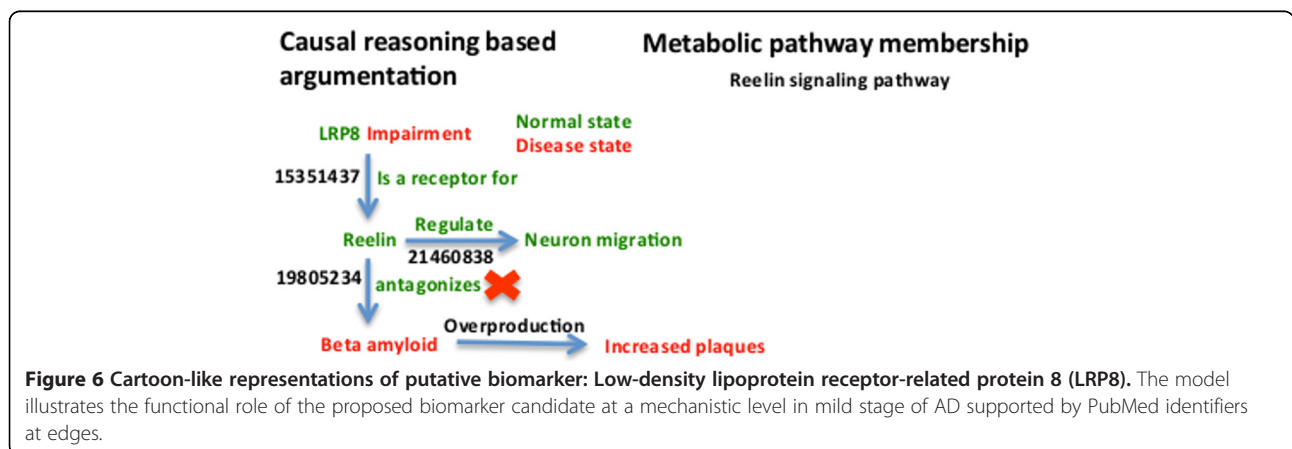 Causal reasoning based
argumentation
Metabolic pathway membership
Reelin signaling pathway
LRP8 Impairment
Normal state
Disease state
15351437 Is a receptor for
Regulate
Reelin
Neuron migration
21460838
19805234 antagonizes
Overproduction
Beta amyloid
Increased plaques
Figure 6 Cartoon-like representations of putative biomarker: Low-density lipoprotein receptor-related protein 8 (LRP8). The model
illustrates the functional role of the proposed biomarker candidate at a mechanistic level in mild stage of AD supported by PubMed identifiers
at edges.